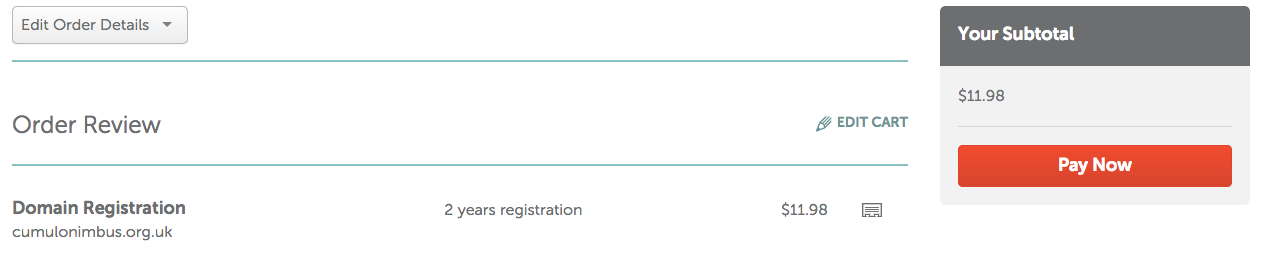 Edit Order Details
Your Subtotal
$11.98
Pay Now
Order Review
EDIT CART
Domain Registration
2 years registration
$11.98
cumulonimbus.org.uk